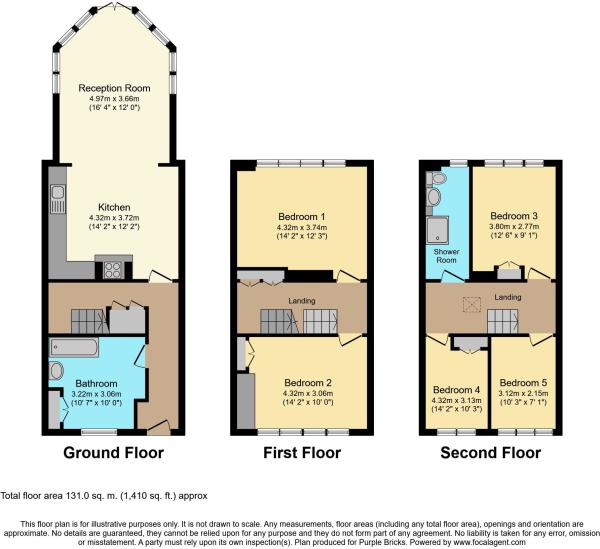 Reception Room
4.97m x 3.66m
(16' 4" x 12' 0")
Kitchen
4.32m x 3.72m
(14' 2" x 12' 2")
Bathroom
3.22m x 3.06m
(10' 7" x 10' 0")
Ground Floor
Bedroom 1
4.32m x 3.74m
(14' 2" x 12' 3")
Landing
Bedroom 2
4.32m x 3.06m
(14' 2" x 10' 0")
First Floor
Shower
Room
Bedroom 3
3.80m x 2.77m
(12' 6" x 9' 1")
Landing
Bedroom 4
4.32m x 3.13m
(14' 2" x 10' 3")
Bedroom 5
3.12m x 2.15m
(10' 3" x 7' 1")
Second Floor
Total floor area 131.0 sq. m. (1,410 sq. ft.) approx
This floor plan is for illustrative purposes only. It is not drawn to scale. Any measurements, floor areas (including any total floor area), openings and orientation are
approximate. No details are guaranteed, they cannot be relied upon for any purpose and they do not form part of any agreement. No liability is taken for any error, omission
or misstatement. A party must rely upon its own inspection(s). Plan produced for Purple Bricks. Powered by www.focalagent.com